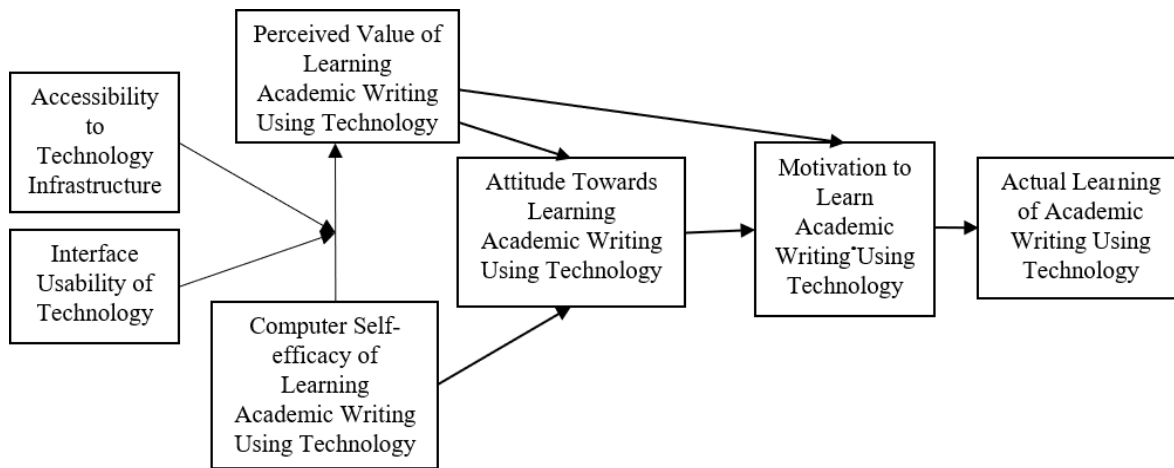 Accessibility
to
Technology
Infrastructure
Interface
Usability of
Technology
Perceived Value of
Learning
Academic Writing
Using Technology
Computer Self-
efficacy of
Learning
Academic Writing
Using Technology
Attitude Towards
Learning
Academic Writing
Using Technology
Motivation to
Learn
Academic
Writing Using
Technology
Actual Learning
of Academic
Writing Using
Technology